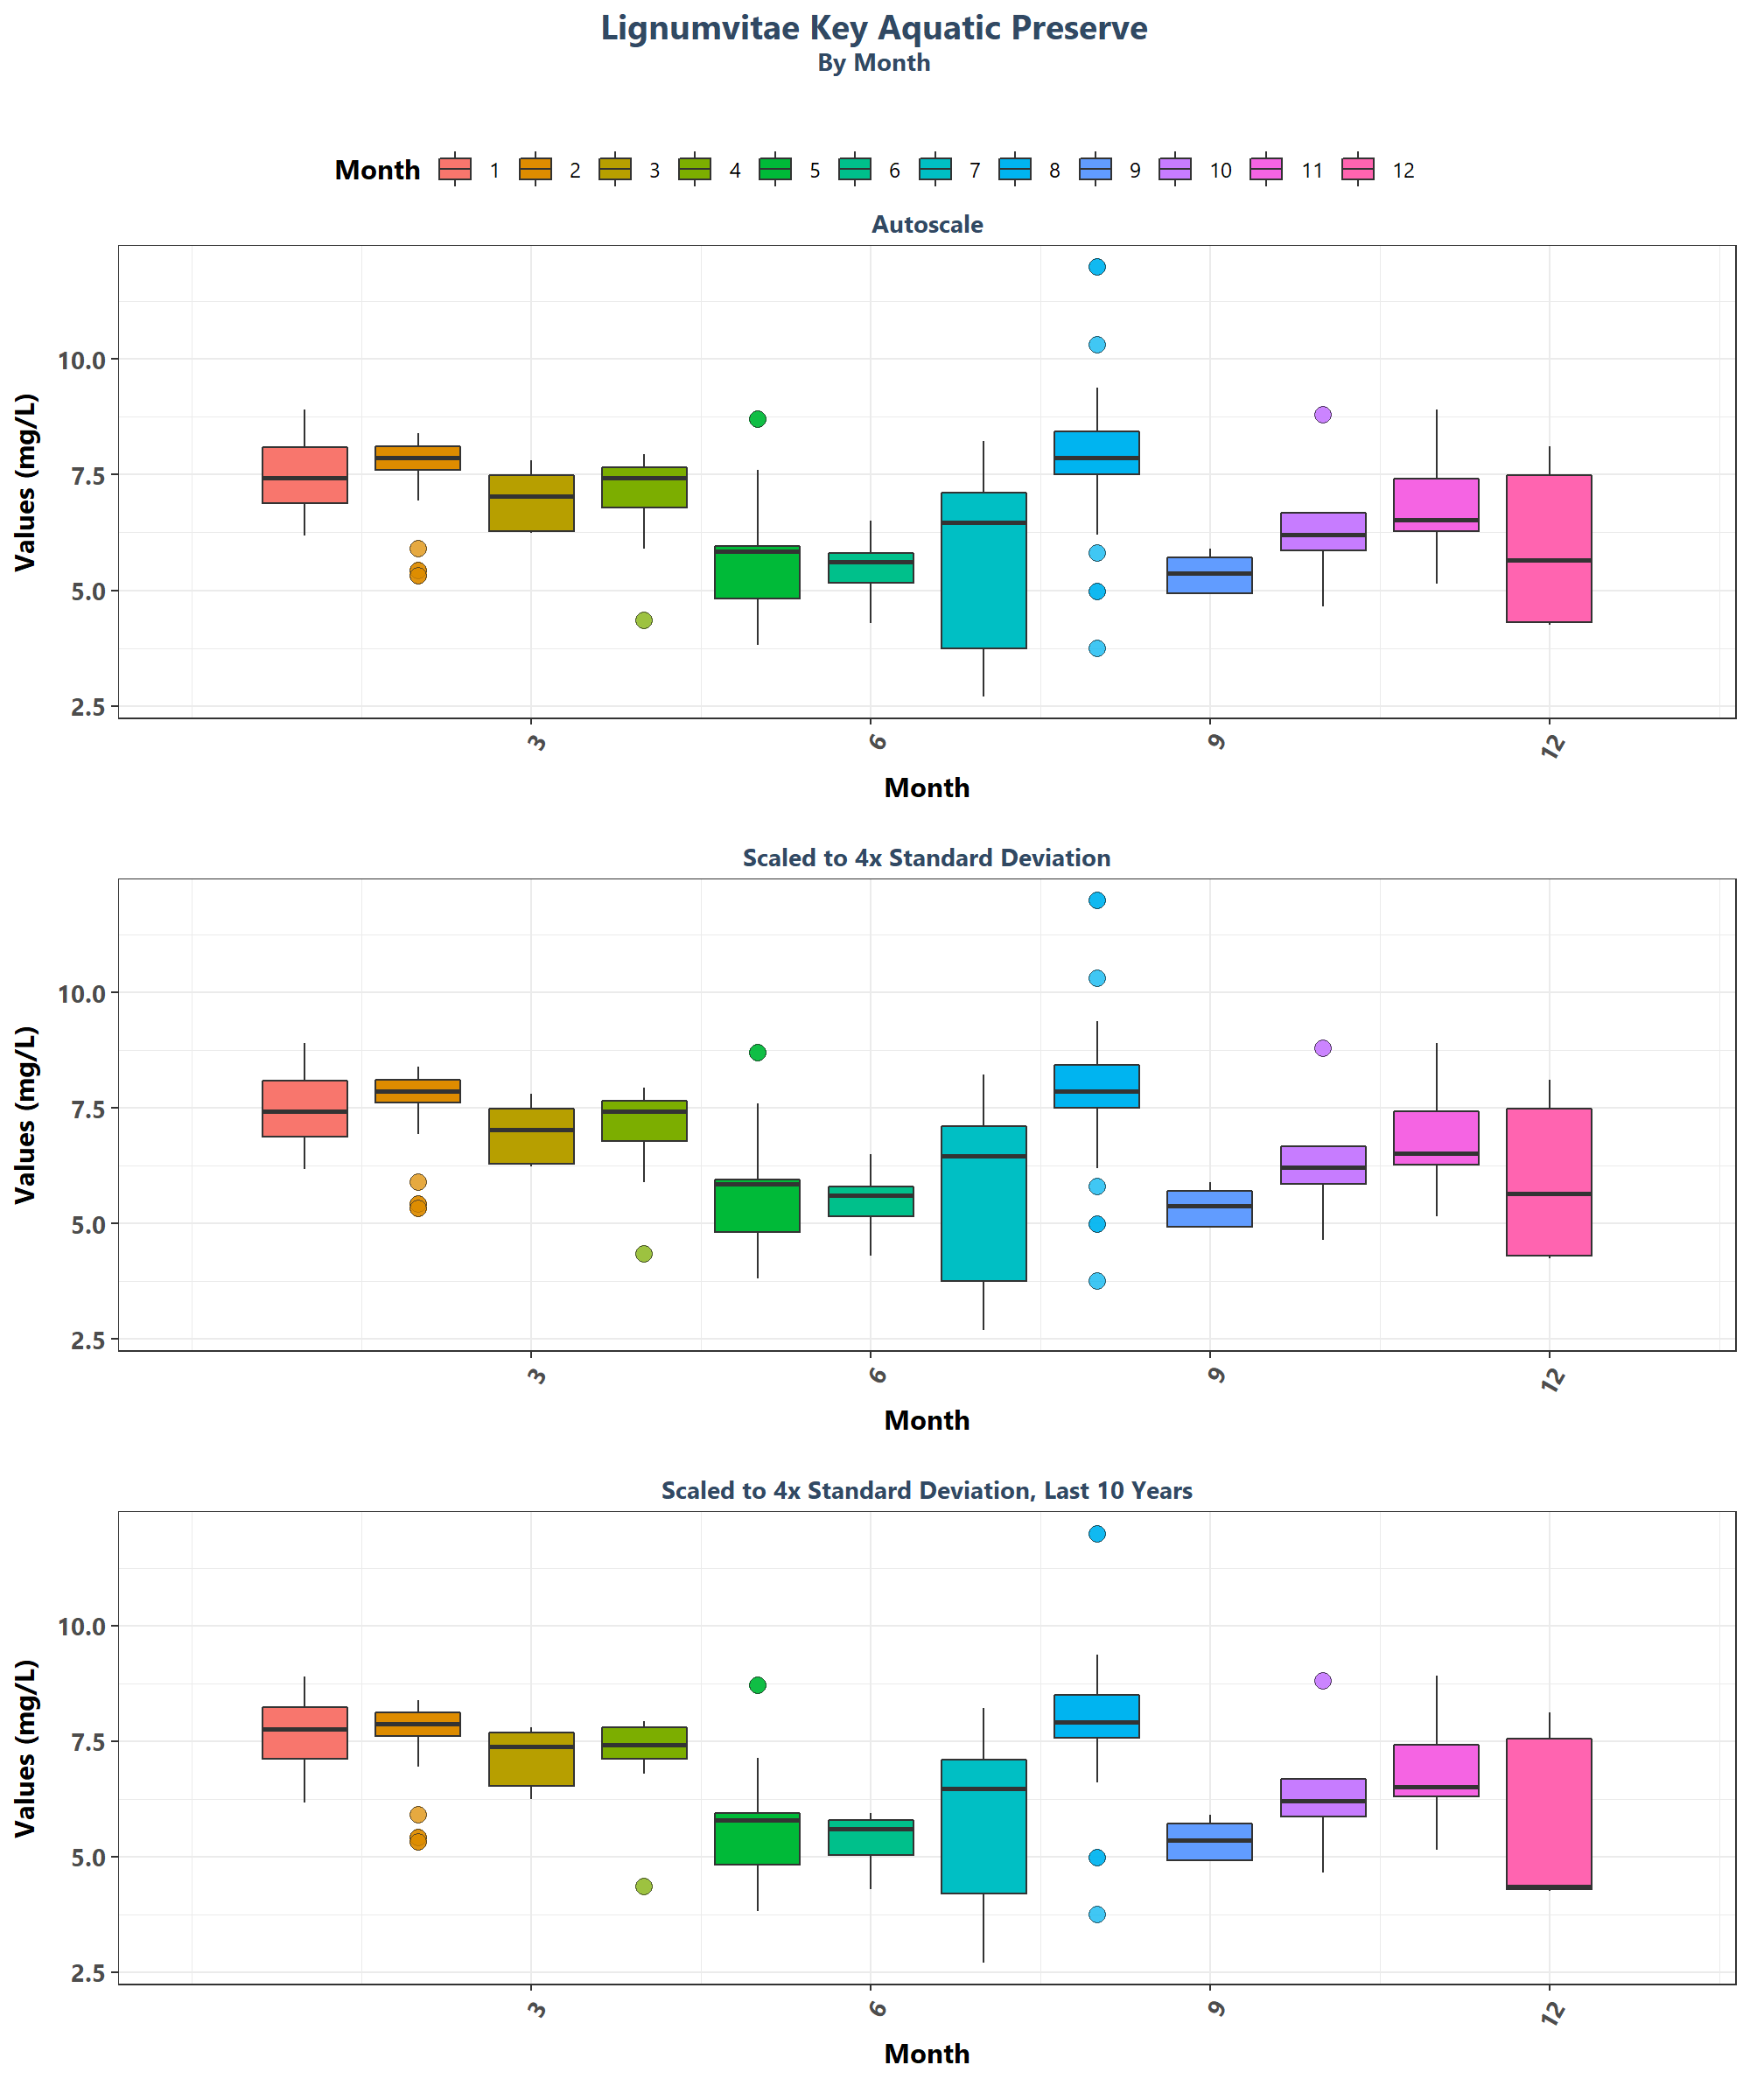 Lignumvitae Key Aquatic Preserve
By Month
Month 1 2 3 4 5 6 7 8 9 10 11 12
Autoscale
Values (mg/L)
10.0
7.5
5.0
2.5
3 6 9 12
Month
Scaled to 4x Standard Deviation
Values (mg/L)
10.0
7.5
5.0
2.5
3 6 9 12
Month
Scaled to 4x Standard Deviation, Last 10 Years
Values (mg/L)
10.0
7.5
5.0
2.5
3 6 9 12
Month